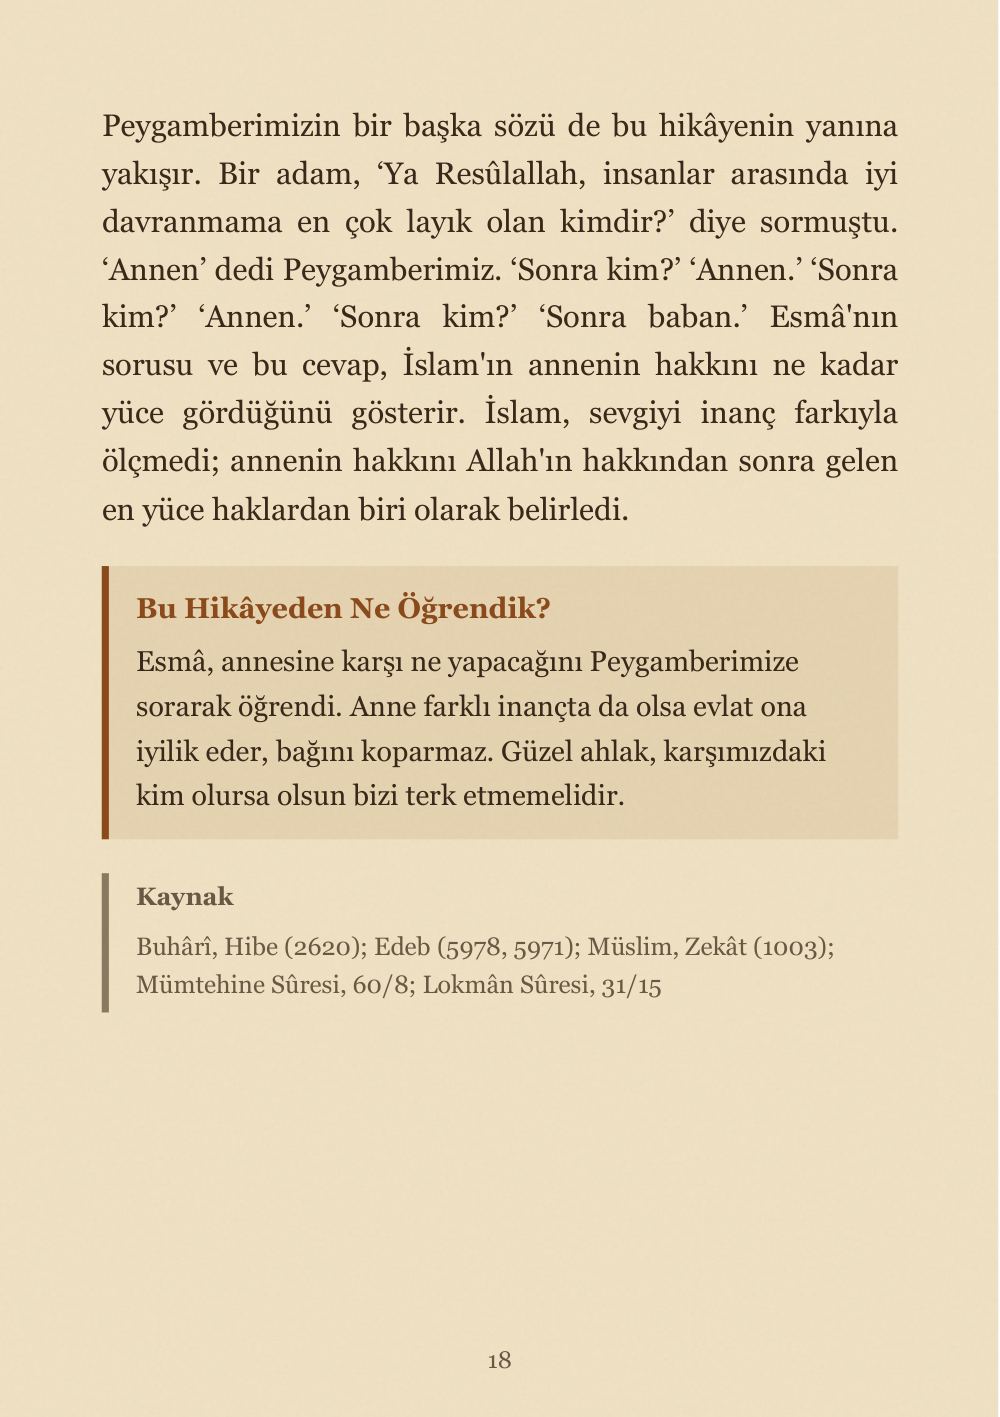 Peygamberimizin bir başka sözü de bu hikâyenin yanına
yakışır. Bir adam, ‘Ya Resûlallah, insanlar arasında iyi
davranmama en çok layık olan kimdir?’ diye sormuştu.
‘Annen’ dedi Peygamberimiz. ‘Sonra kim?’ ‘Annen.’ ‘Sonra
kim?’ ‘Annen.’ ‘Sonra kim?’ ‘Sonra baban.’ Esmâ'nın
sorusu ve bu cevap, İslam'ın annenin hakkını ne kadar
yüce gördüğünü gösterir. İslam, sevgiyi inanç farkıyla
ölçmedi; annenin hakkını Allah'ın hakkından sonra gelen
en yüce haklardan biri olarak belirledi.
Bu Hikâyeden Ne Öğrendik?
Esmâ, annesine karşı ne yapacağını Peygamberimize
sorarak öğrendi. Anne farklı inançta da olsa evlat ona
iyilik eder, bağını koparmaz. Güzel ahlak, karşımızdaki
kim olursa olsun bizi terk etmemelidir.
Kaynak
Buhârî, Hibe (2620); Edeb (5978, 5971); Müslim, Zekât (1003);
Mümtehine Sûresi, 60/8; Lokmân Sûresi, 31/15
18